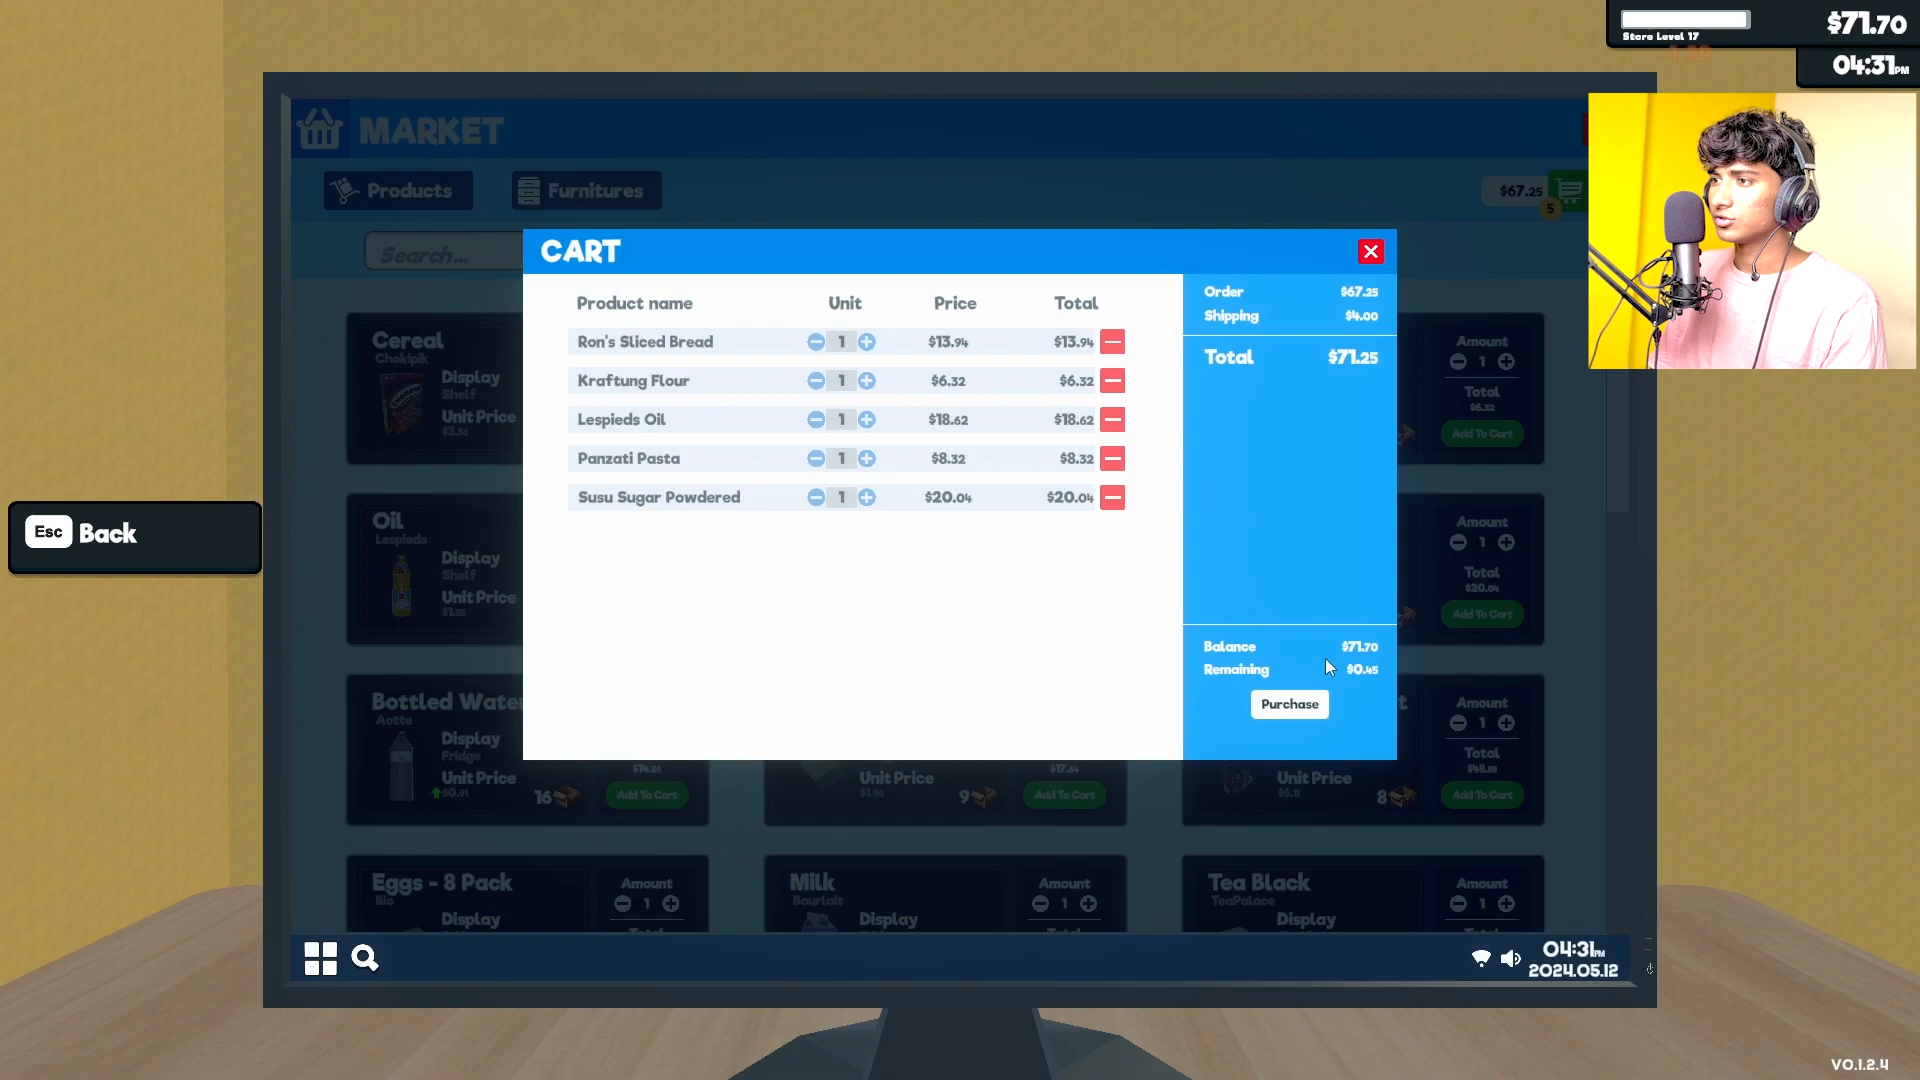 $71.70
Store Level 17
04:31PM
MARKET
Products
Furnitures
$67.25
5
Search...
CART
Product name Unit Price Total
Ron's Sliced Bread 1 $13.94 $13.94
Kraftung Flour 1 $6.32 $6.32
Lespieds Oil 1 $18.62 $18.62
Panzati Pasta 1 $8.32 $8.32
Susu Sugar Powdered 1 $20.04 $20.04
Order $67.25
Shipping $4.00
Total $71.25
Balance $71.70
Remaining $0.45
Purchase
Esc Back
Cereal
Chokipik
Display
Shelf
Unit Price
Amount
1
Total
$6.32
Add To Cart
Oil
Lespieds
Display
Shelf
Unit Price
Amount
1
Total
$20.04
Add To Cart
Bottled Water
Aatte
Display
Fridge
Unit Price
$0.91
16
Add To Cart
Unit Price
9
Add To Cart
Unit Price
8
Amount
1
Total
Add To Cart
Eggs - 8 Pack
Bio
Display
Amount
1
Milk
Bourlait
Display
Amount
1
Tea Black
TeaPalace
Display
Amount
1
04:31PM
2024.05.12
V0.1.2.4